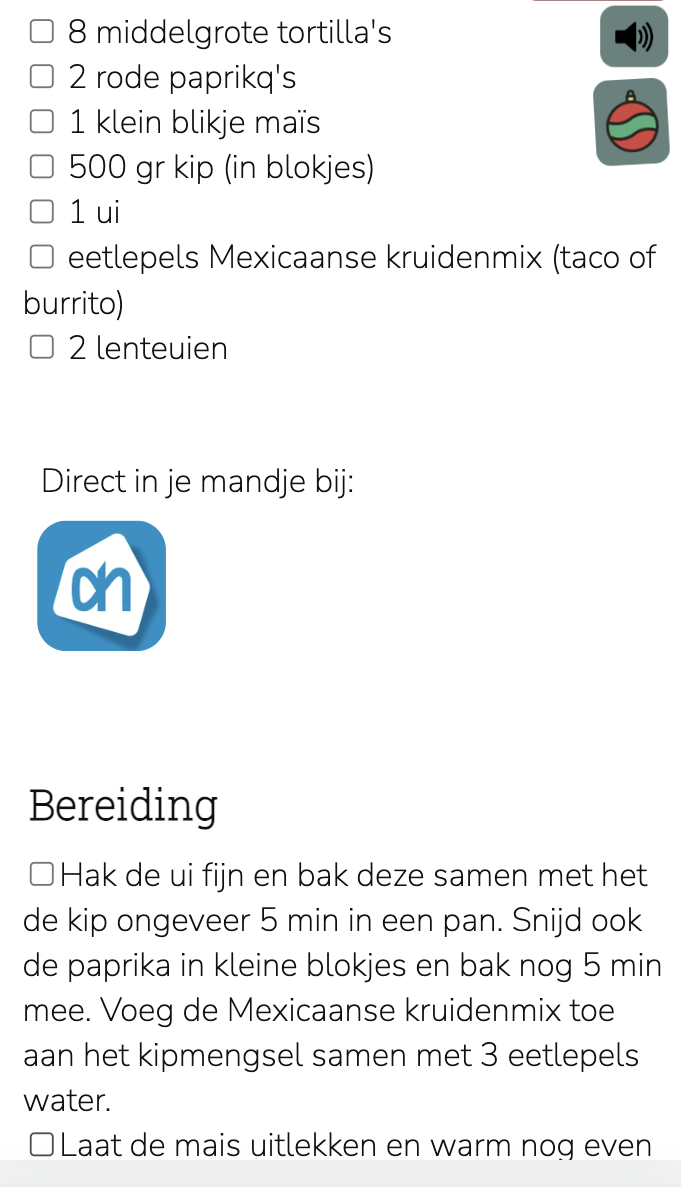 8 middelgrote tortilla's
2 rode paprikq's
1 klein blikje maïs
500 gr kip (in blokjes)
1 ui
eetlepels Mexicaanse kruidenmix (taco of
burrito)
2 lenteuien
Direct in je mandje bij:
ah
Bereiding
Hak de ui fijn en bak deze samen met het
de kip ongeveer 5 min in een pan. Snijd ook
de paprika in kleine blokjes en bak nog 5 min
mee. Voeg de Mexicaanse kruidenmix toe
aan het kipmengsel samen met 3 eetlepels
water.
Laat de mais uitlekken en warm nog even